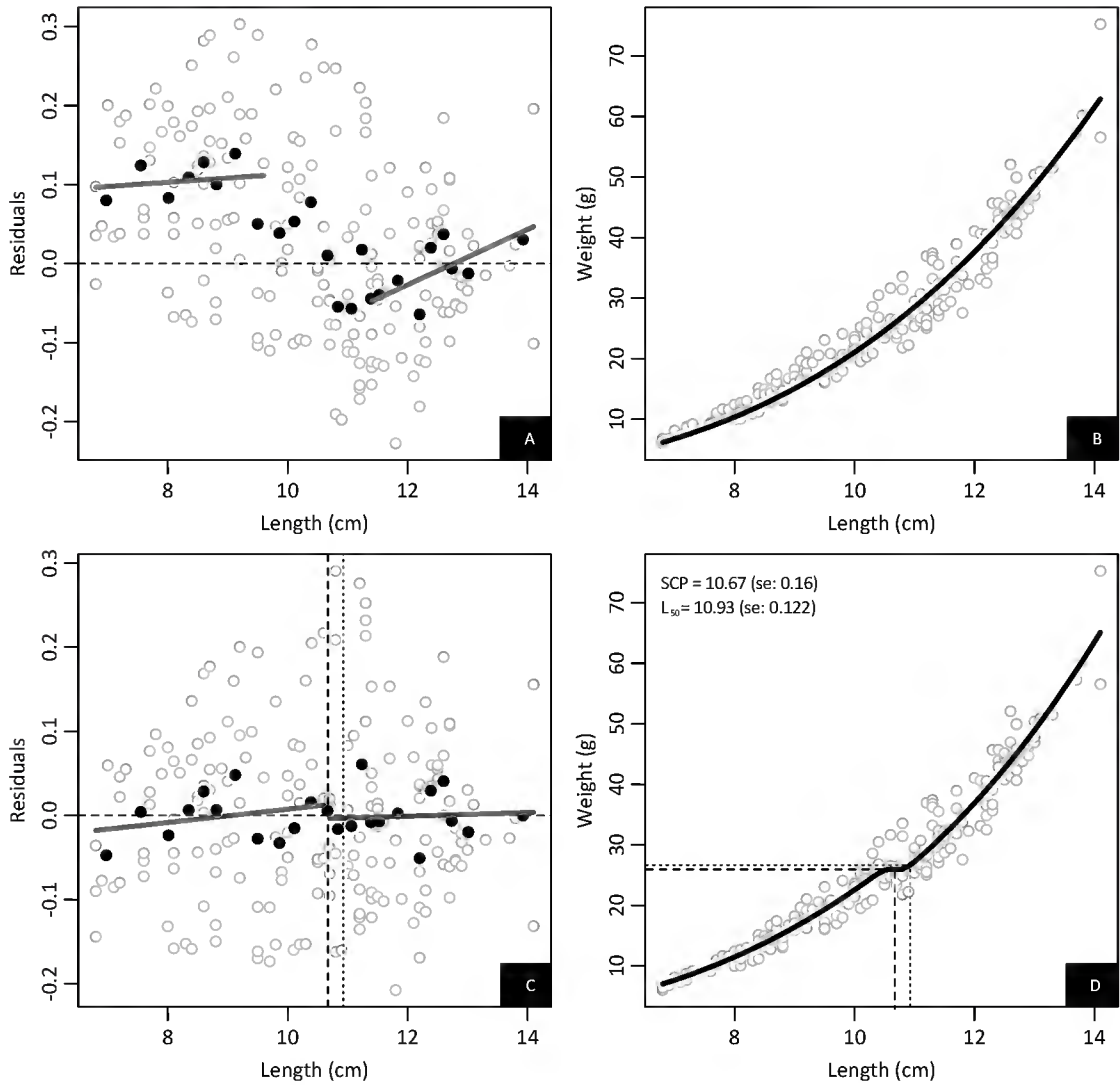 Residuals
0.3
0.2
0.1
0.0
-0.1
-0.2
A
8 10 12 14
Length (cm)
Weight (g)
70
60
50
40
30
20
10
B
8 10 12 14
Length (cm)
Residuals
0.3
0.2
0.1
0.0
-0.1
-0.2
C
8 10 12 14
Length (cm)
SCP = 10.67 (se: 0.16)
L₅₀= 10.93 (se: 0.122)
Weight (g)
70
60
50
40
30
20
10
D
8 10 12 14
Length (cm)